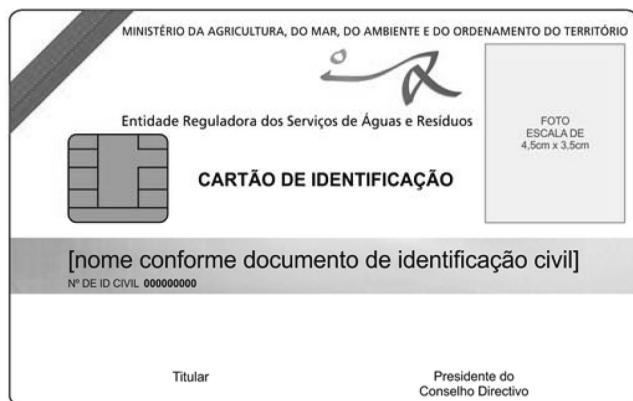 MINISTÉRIO DA AGRICULTURA, DO MAR, DO AMBIENTE E DO ORDENAMENTO DO TERRITÓRIO
Entidade Reguladora dos Serviços de Águas e Resíduos
FOTO
ESCALA DE
4,5cm x 3,5cm
CARTÃO DE IDENTIFICAÇÃO
[nome conforme documento de identificação civil]
Nº DE ID CIVIL 000000000
Titular
Presidente do
Conselho Directivo